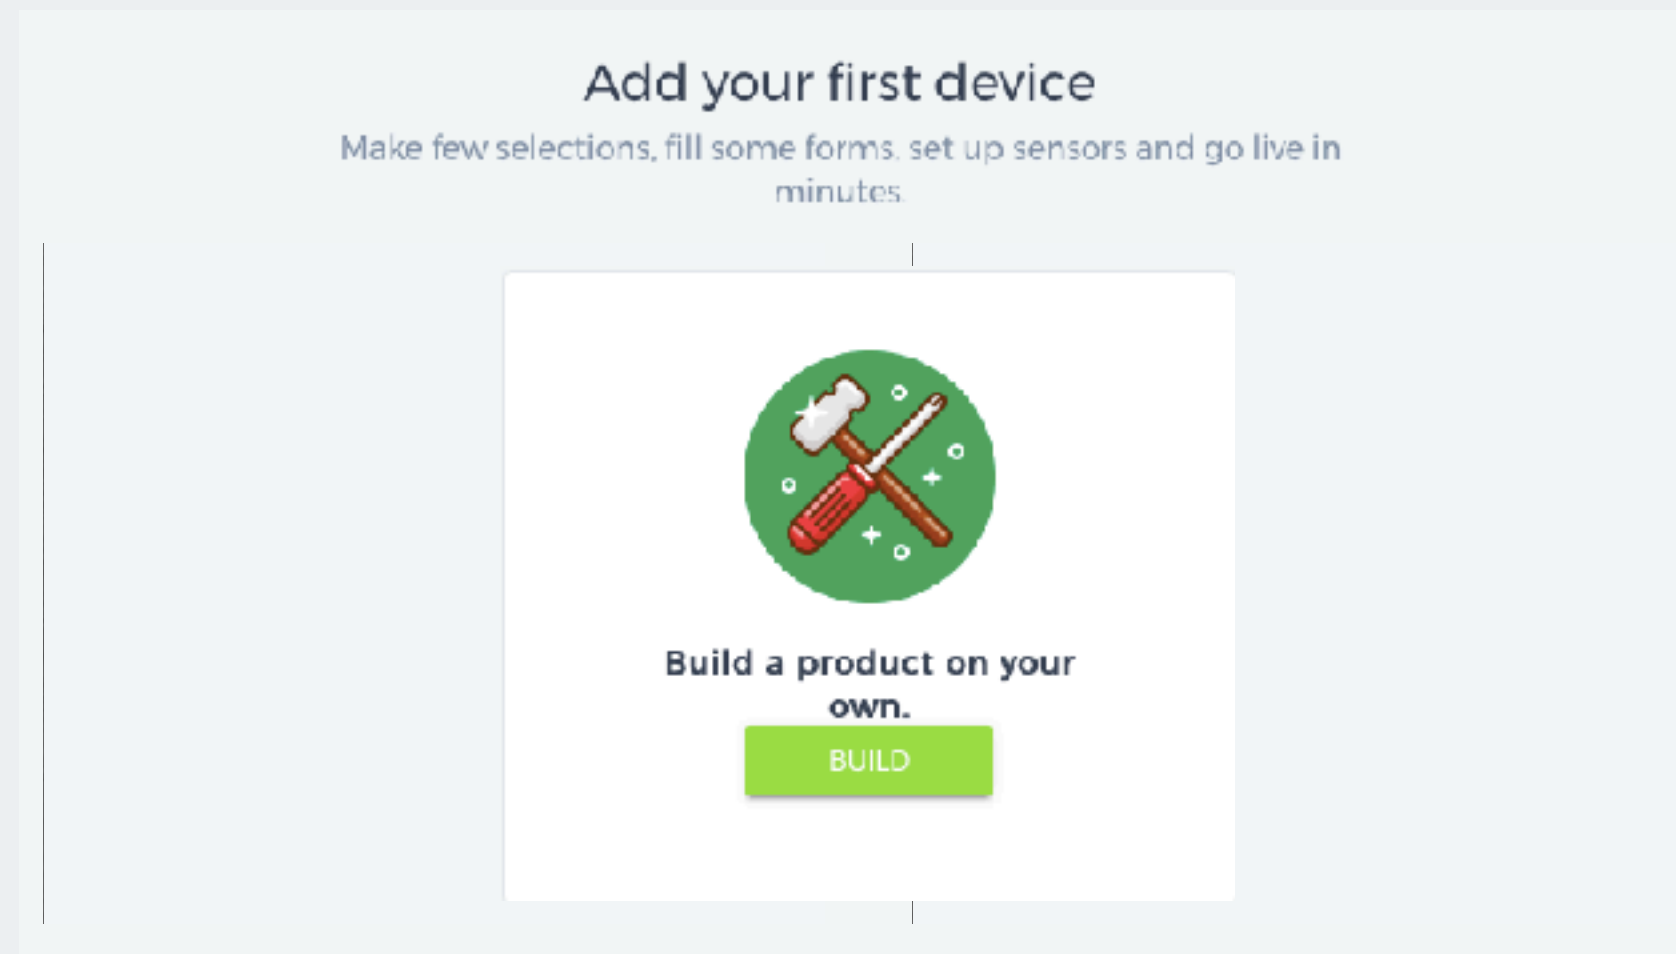 Add your first device
Make few selections, fill some forms, set up sensors and go live in
minutes.
Build a product on your
own.
BUILD